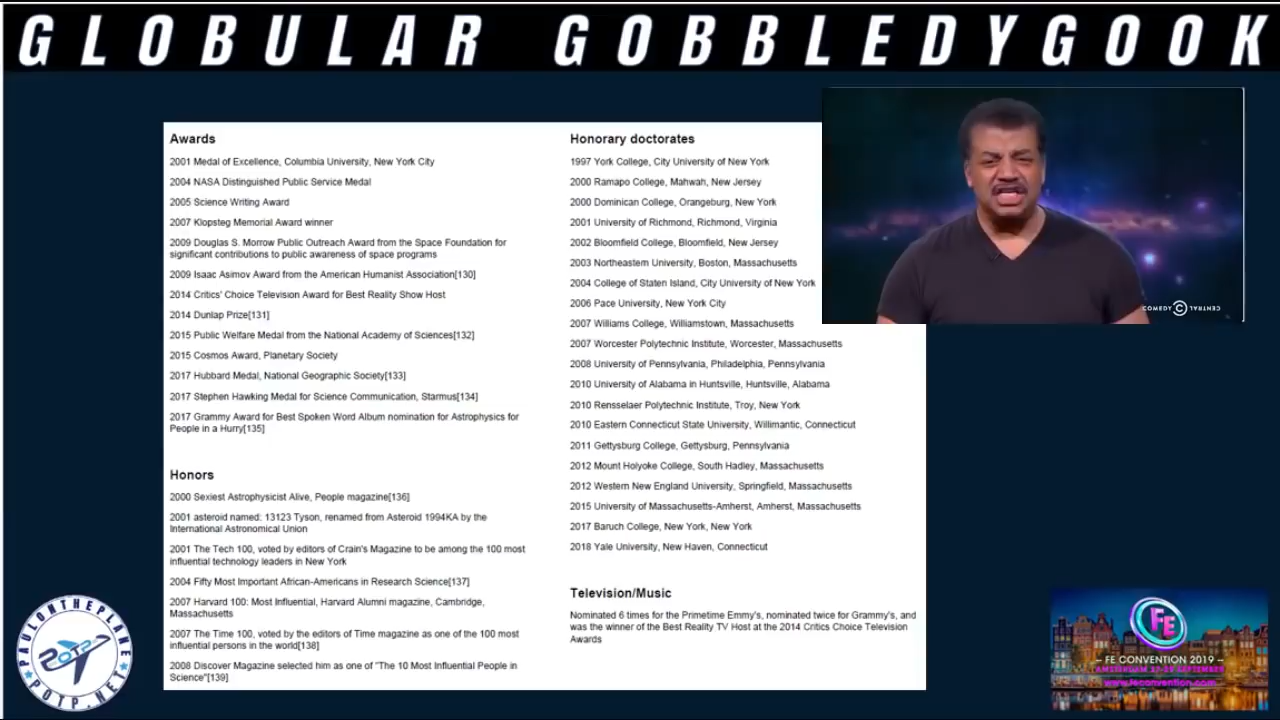 GLOBULAR GOBBLEDYGOOK
Awards
2001 Medal of Excellence, Columbia University, New York City
2004 NASA Distinguished Public Service Medal
2005 Science Writing Award
2007 Klopsteg Memorial Award winner
2009 Douglas S. Morrow Public Outreach Award from the Space Foundation for
significant contributions to public awareness of space programs
2009 Isaac Asimov Award from the American Humanist Association[130]
2014 Critics' Choice Television Award for Best Reality Show Host
2014 Dunlap Prize[131]
2015 Public Welfare Medal from the National Academy of Sciences[132]
2015 Cosmos Award, Planetary Society
2017 Hubbard Medal, National Geographic Society[133]
2017 Stephen Hawking Medal for Science Communication, Starmus[134]
2017 Grammy Award for Best Spoken Word Album nomination for Astrophysics for
People in a Hurry[135]
Honors
2000 Sexiest Astrophysicist Alive, People magazine[136]
2001 asteroid named: 13123 Tyson, renamed from Asteroid 1994KA by the
International Astronomical Union
2001 The Tech 100, voted by editors of Crain's Magazine to be among the 100 most
influential technology leaders in New York
2004 Fifty Most Important African-Americans in Research Science[137]
2007 Harvard 100: Most Influential, Harvard Alumni magazine, Cambridge,
Massachusetts
2007 The Time 100, voted by the editors of Time magazine as one of the 100 most
influential persons in the world[138]
2008 Discover Magazine selected him as one of "The 10 Most Influential People in
Science"[139]
Honorary doctorates
1997 York College, City University of New York
2000 Ramapo College, Mahwah, New Jersey
2000 Dominican College, Orangeburg, New York
2001 University of Richmond, Richmond, Virginia
2002 Bloomfield College, Bloomfield, New Jersey
2003 Northeastern University, Boston, Massachusetts
2004 College of Staten Island, City University of New York
2006 Pace University, New York City
2007 Williams College, Williamstown, Massachusetts
2007 Worcester Polytechnic Institute, Worcester, Massachusetts
2008 University of Pennsylvania, Philadelphia, Pennsylvania
2010 University of Alabama in Huntsville, Huntsville, Alabama
2010 Rensselaer Polytechnic Institute, Troy, New York
2010 Eastern Connecticut State University, Willimantic, Connecticut
2011 Gettysburg College, Gettysburg, Pennsylvania
2012 Mount Holyoke College, South Hadley, Massachusetts
2012 Western New England University, Springfield, Massachusetts
2015 University of Massachusetts-Amherst, Amherst, Massachusetts
2017 Baruch College, New York, New York
2018 Yale University, New Haven, Connecticut
Television/Music
Nominated 6 times for the Primetime Emmy's, nominated twice for Grammy's, and
was the winner of the Best Reality TV Host at the 2014 Critics Choice Television
Awards
COMEDY CENTRAL
PAULONTHEPLANE
POTP
POTP.NET
FE
– FE CONVENTION 2019 –
AMSTERDAM 27-29 SEPTEMBER
www.feconvention.com